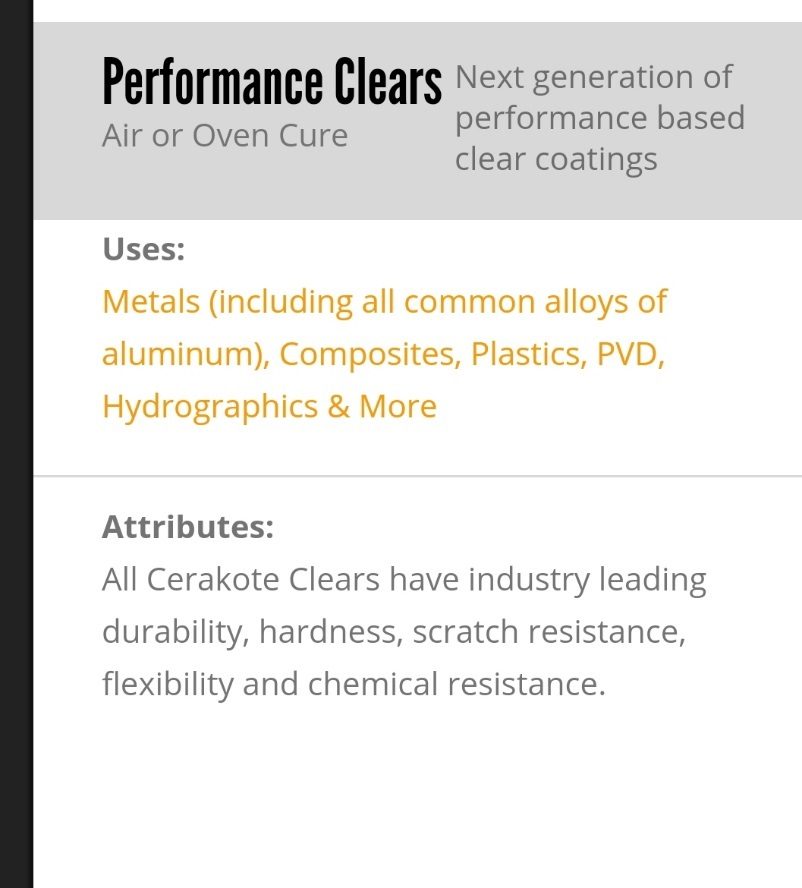 Performance Clears
Air or Oven Cure
Next generation of
performance based
clear coatings
Uses:
Metals (including all common alloys of
aluminum), Composites, Plastics, PVD,
Hydrographics & More
Attributes:
All Cerakote Clears have industry leading
durability, hardness, scratch resistance,
flexibility and chemical resistance.